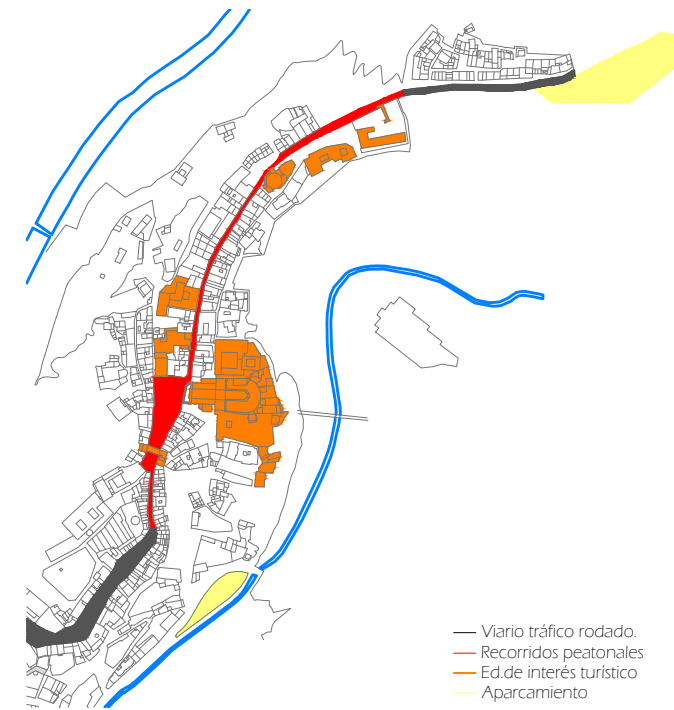 Viario tráfico rodado.
Recorridos peatonales
Ed.de interés turístico
Aparcamiento